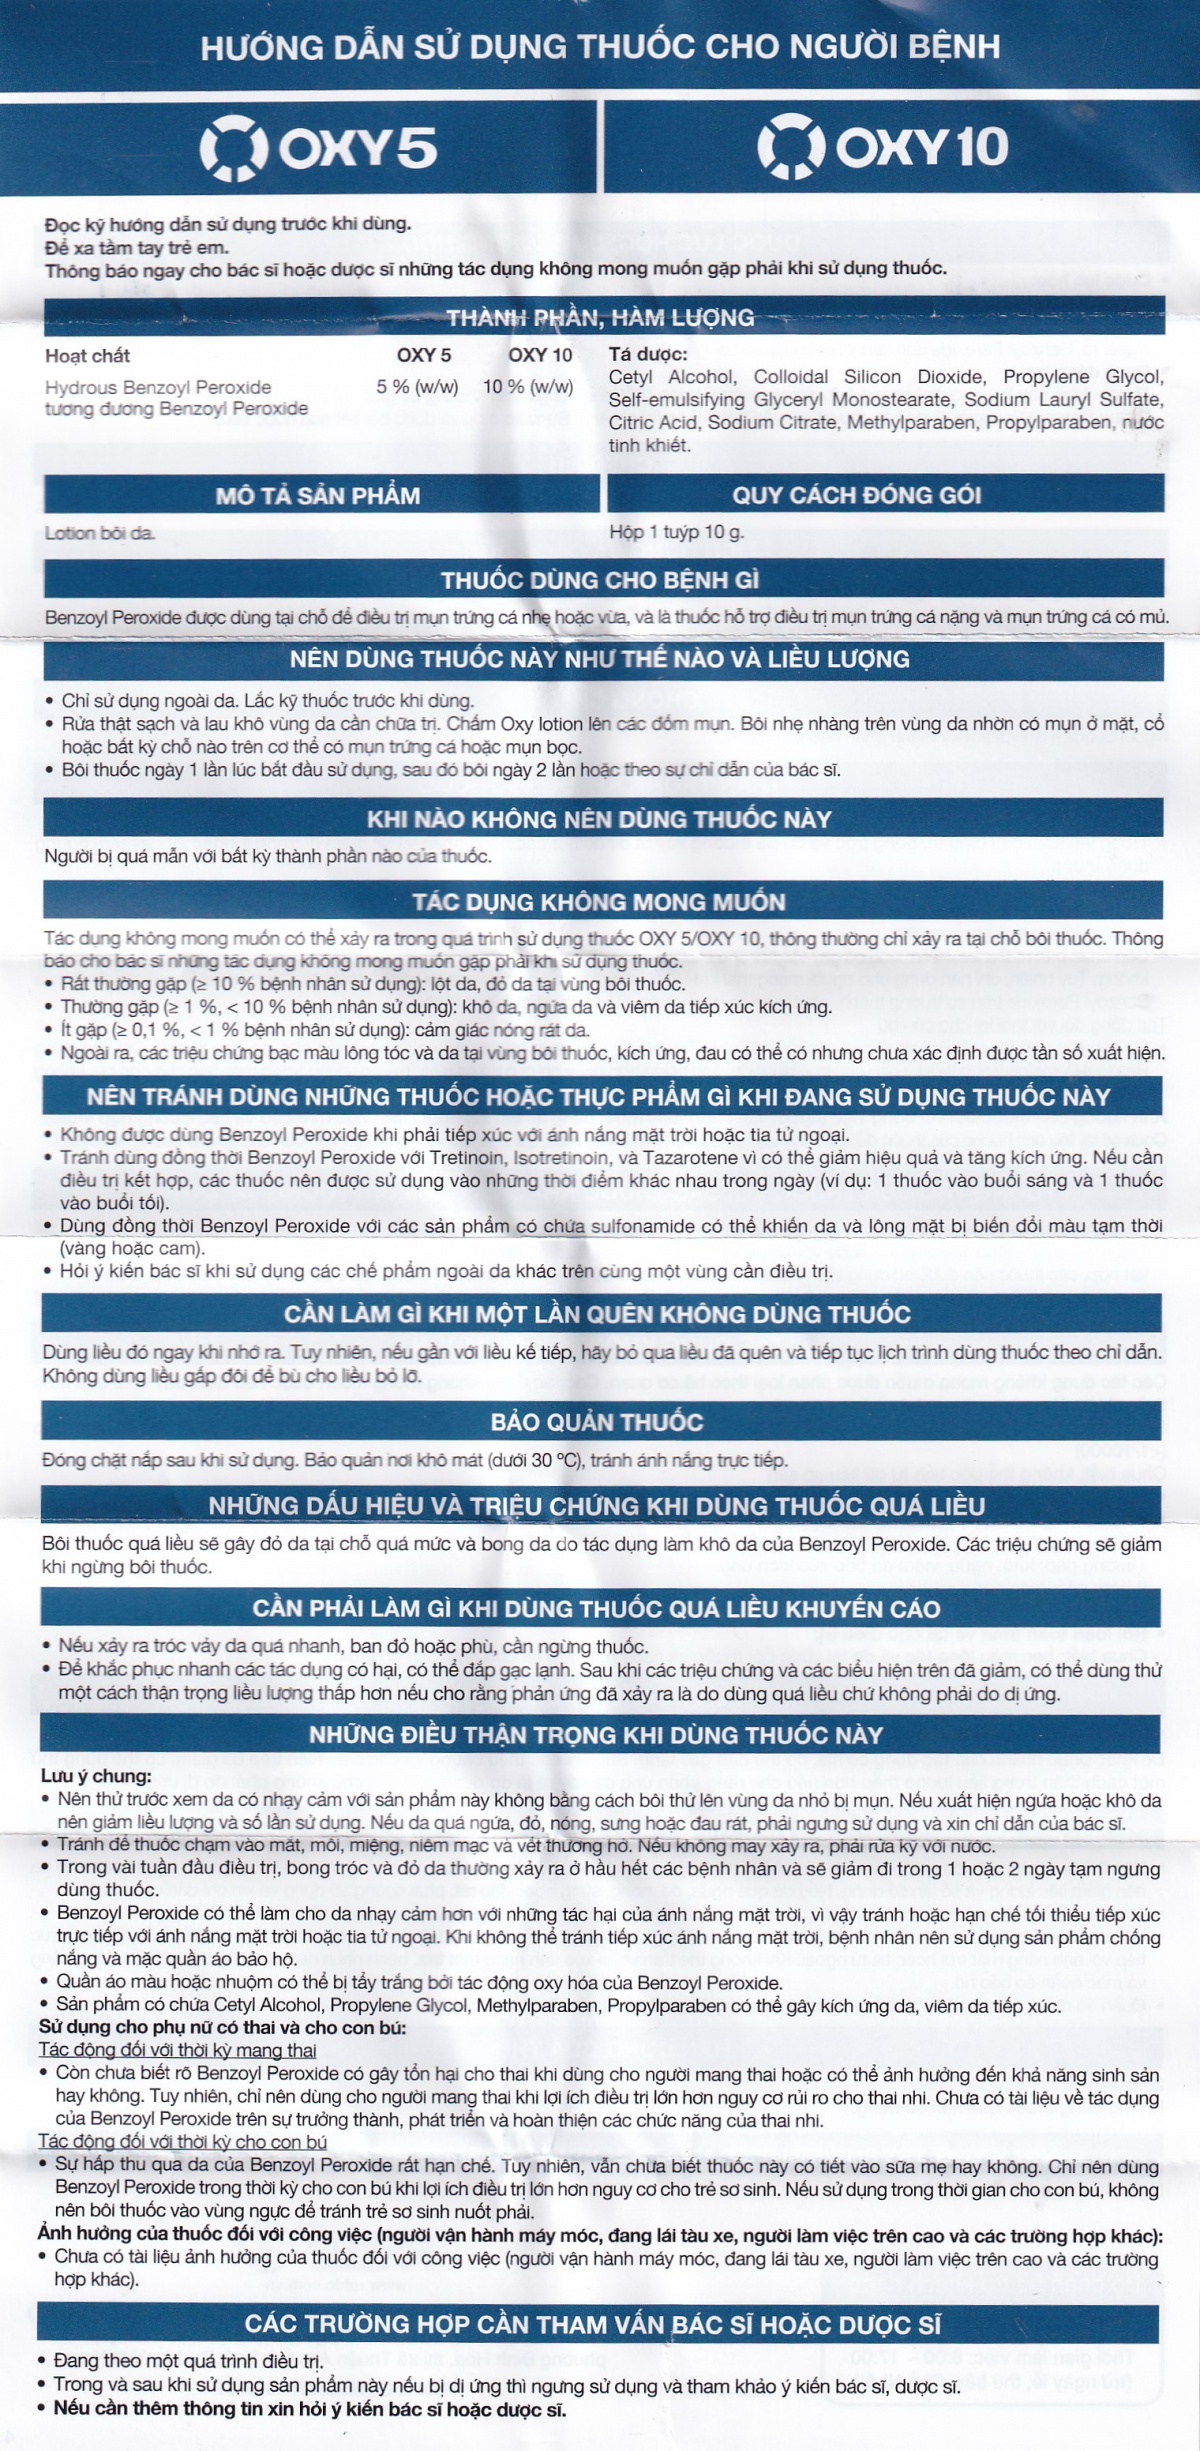 HƯỚNG DẪN SỬ DỤNG THUỐC CHO NGƯỜI BỆNH
OXY5
OXY10
Đọc kỹ hướng dẫn sử dụng trước khi dùng.
Để xa tầm tay trẻ em.
Thông báo ngay cho bác sĩ hoặc dược sĩ những tác dụng không mong muốn gặp phải khi sử dụng thuốc.
THÀNH PHẦN, HÀM LƯỢNG
Hoạt chất OXY 5 OXY 10
Hydrous Benzoyl Peroxide 5 % (w/w) 10 % (w/w)
tương đương Benzoyl Peroxide
Tá dược:
Cetyl Alcohol, Colloidal Silicon Dioxide, Propylene Glycol,
Self-emulsifying Glyceryl Monostearate, Sodium Lauryl Sulfate,
Citric Acid, Sodium Citrate, Methylparaben, Propylparaben, nước
tinh khiết.
MÔ TẢ SẢN PHẨM
Lotion bôi da.
QUY CÁCH ĐÓNG GÓI
Hộp 1 tuýp 10 g.
THUỐC DÙNG CHO BỆNH GÌ
Benzoyl Peroxide được dùng tại chỗ để điều trị mụn trứng cá nhẹ hoặc vừa, và là thuốc hỗ trợ điều trị mụn trứng cá nặng và mụn trứng cá có mủ.
NÊN DÙNG THUỐC NÀY NHƯ THẾ NÀO VÀ LIỀU LƯỢNG
• Chỉ sử dụng ngoài da. Lắc kỹ thuốc trước khi dùng.
• Rửa thật sạch và lau khô vùng da cần chữa trị. Chấm Oxy lotion lên các đốm mụn. Bôi nhẹ nhàng trên vùng da nhờn có mụn ở mặt, cổ
hoặc bất kỳ chỗ nào trên cơ thể có mụn trứng cá hoặc mụn bọc.
• Bôi thuốc ngày 1 lần lúc bắt đầu sử dụng, sau đó bôi ngày 2 lần hoặc theo sự chỉ dẫn của bác sĩ.
KHI NÀO KHÔNG NÊN DÙNG THUỐC NÀY
Người bị quá mẫn với bất kỳ thành phần nào của thuốc.
TÁC DỤNG KHÔNG MONG MUỐN
Tác dụng không mong muốn có thể xảy ra trong quá trình sử dụng thuốc OXY 5/OXY 10, thông thường chỉ xảy ra tại chỗ bôi thuốc. Thông
báo cho bác sĩ những tác dụng không mong muốn gặp phải khi sử dụng thuốc.
• Rất thường gặp (≥ 10 % bệnh nhân sử dụng): lột da, đỏ da tại vùng bôi thuốc.
• Thường gặp (≥ 1 %, < 10 % bệnh nhân sử dụng): khô da, ngứa da và viêm da tiếp xúc kích ứng.
• Ít gặp (≥ 0,1 %, < 1 % bệnh nhân sử dụng): cảm giác nóng rát da.
• Ngoài ra, các triệu chứng bạc màu lông tóc và da tại vùng bôi thuốc, kích ứng, đau có thể có nhưng chưa xác định được tần số xuất hiện.
NÊN TRÁNH DÙNG NHỮNG THUỐC HOẶC THỰC PHẨM GÌ KHI ĐANG SỬ DỤNG THUỐC NÀY
• Không được dùng Benzoyl Peroxide khi phải tiếp xúc với ánh nắng mặt trời hoặc tia tử ngoại.
• Tránh dùng đồng thời Benzoyl Peroxide với Tretinoin, Isotretinoin, và Tazarotene vì có thể giảm hiệu quả và tăng kích ứng. Nếu cần
điều trị kết hợp, các thuốc nên được sử dụng vào những thời điểm khác nhau trong ngày (ví dụ: 1 thuốc vào buổi sáng và 1 thuốc
vào buổi tối).
• Dùng đồng thời Benzoyl Peroxide với các sản phẩm có chứa sulfonamide có thể khiến da và lông mặt bị biến đổi màu tạm thời
(vàng hoặc cam).
• Hỏi ý kiến bác sĩ khi sử dụng các chế phẩm ngoài da khác trên cùng một vùng cần điều trị.
CẦN LÀM GÌ KHI MỘT LẦN QUÊN KHÔNG DÙNG THUỐC
Dùng liều đó ngay khi nhớ ra. Tuy nhiên, nếu gần với liều kế tiếp, hãy bỏ qua liều đã quên và tiếp tục lịch trình dùng thuốc theo chỉ dẫn.
Không dùng liều gấp đôi để bù cho liều bỏ lỡ.
BẢO QUẢN THUỐC
Đóng chặt nắp sau khi sử dụng. Bảo quản nơi khô mát (dưới 30 ºC), tránh ánh nắng trực tiếp.
NHỮNG DẤU HIỆU VÀ TRIỆU CHỨNG KHI DÙNG THUỐC QUÁ LIỀU
Bôi thuốc quá liều sẽ gây đỏ da tại chỗ quá mức và bong da do tác dụng làm khô da của Benzoyl Peroxide. Các triệu chứng sẽ giảm
khi ngừng bôi thuốc.
CẦN PHẢI LÀM GÌ KHI DÙNG THUỐC QUÁ LIỀU KHUYẾN CÁO
• Nếu xảy ra tróc vảy da quá nhanh, ban đỏ hoặc phù, cần ngừng thuốc.
• Để khắc phục nhanh các tác dụng có hại, có thể đắp gạc lạnh. Sau khi các triệu chứng và các biểu hiện trên đã giảm, có thể dùng thử
một cách thận trọng liều lượng thấp hơn nếu cho rằng phản ứng đã xảy ra là do dùng quá liều chứ không phải do dị ứng.
NHỮNG ĐIỀU THẬN TRỌNG KHI DÙNG THUỐC NÀY
Lưu ý chung:
• Nên thử trước xem da có nhạy cảm với sản phẩm này không bằng cách bôi thử lên vùng da nhỏ bị mụn. Nếu xuất hiện ngứa hoặc khô da
nên giảm liều lượng và số lần sử dụng. Nếu da quá ngứa, đỏ, nóng, sưng hoặc đau rát, phải ngưng sử dụng và xin chỉ dẫn của bác sĩ.
• Tránh để thuốc chạm vào mắt, môi, miệng, niêm mạc và vết thương hở. Nếu không may xảy ra, phải rửa kỹ với nước.
• Trong vài tuần đầu điều trị, bong tróc và đỏ da thường xảy ra ở hầu hết các bệnh nhân và sẽ giảm đi trong 1 hoặc 2 ngày tạm ngưng
dùng thuốc.
• Benzoyl Peroxide có thể làm cho da nhạy cảm hơn với những tác hại của ánh nắng mặt trời, vì vậy tránh hoặc hạn chế tối thiểu tiếp xúc
trực tiếp với ánh nắng mặt trời hoặc tia tử ngoại. Khi không thể tránh tiếp xúc ánh nắng mặt trời, bệnh nhân nên sử dụng sản phẩm chống
nắng và mặc quần áo bảo hộ.
• Quần áo màu hoặc nhuộm có thể bị tẩy trắng bởi tác động oxy hóa của Benzoyl Peroxide.
• Sản phẩm có chứa Cetyl Alcohol, Propylene Glycol, Methylparaben, Propylparaben có thể gây kích ứng da, viêm da tiếp xúc.
Sử dụng cho phụ nữ có thai và cho con bú:
Tác động đối với thời kỳ mang thai
• Còn chưa biết rõ Benzoyl Peroxide có gây tổn hại cho thai khi dùng cho người mang thai hoặc có thể ảnh hưởng đến khả năng sinh sản
hay không. Tuy nhiên, chỉ nên dùng cho người mang thai khi lợi ích điều trị lớn hơn nguy cơ rủi ro cho thai nhi. Chưa có tài liệu về tác dụng
của Benzoyl Peroxide trên sự trưởng thành, phát triển và hoàn thiện các chức năng của thai nhi.
Tác động đối với thời kỳ cho con bú
• Sự hấp thu qua da của Benzoyl Peroxide rất hạn chế. Tuy nhiên, vẫn chưa biết thuốc này có tiết vào sữa mẹ hay không. Chỉ nên dùng
Benzoyl Peroxide trong thời kỳ cho con bú khi lợi ích điều trị lớn hơn nguy cơ cho trẻ sơ sinh. Nếu sử dụng trong thời gian cho con bú, không
nên bôi thuốc vào vùng ngực để tránh trẻ sơ sinh nuốt phải.
Ảnh hưởng của thuốc đối với công việc (người vận hành máy móc, đang lái tàu xe, người làm việc trên cao và các trường hợp khác):
• Chưa có tài liệu ảnh hưởng của thuốc đối với công việc (người vận hành máy móc, đang lái tàu xe, người làm việc trên cao và các trường
hợp khác).
CÁC TRƯỜNG HỢP CẦN THAM VẤN BÁC SĨ HOẶC DƯỢC SĨ
• Đang theo một quá trình điều trị.
• Trong và sau khi sử dụng sản phẩm này nếu bị dị ứng thì ngưng sử dụng và tham khảo ý kiến bác sĩ, dược sĩ.
• Nếu cần thêm thông tin xin hỏi ý kiến bác sĩ hoặc dược sĩ.